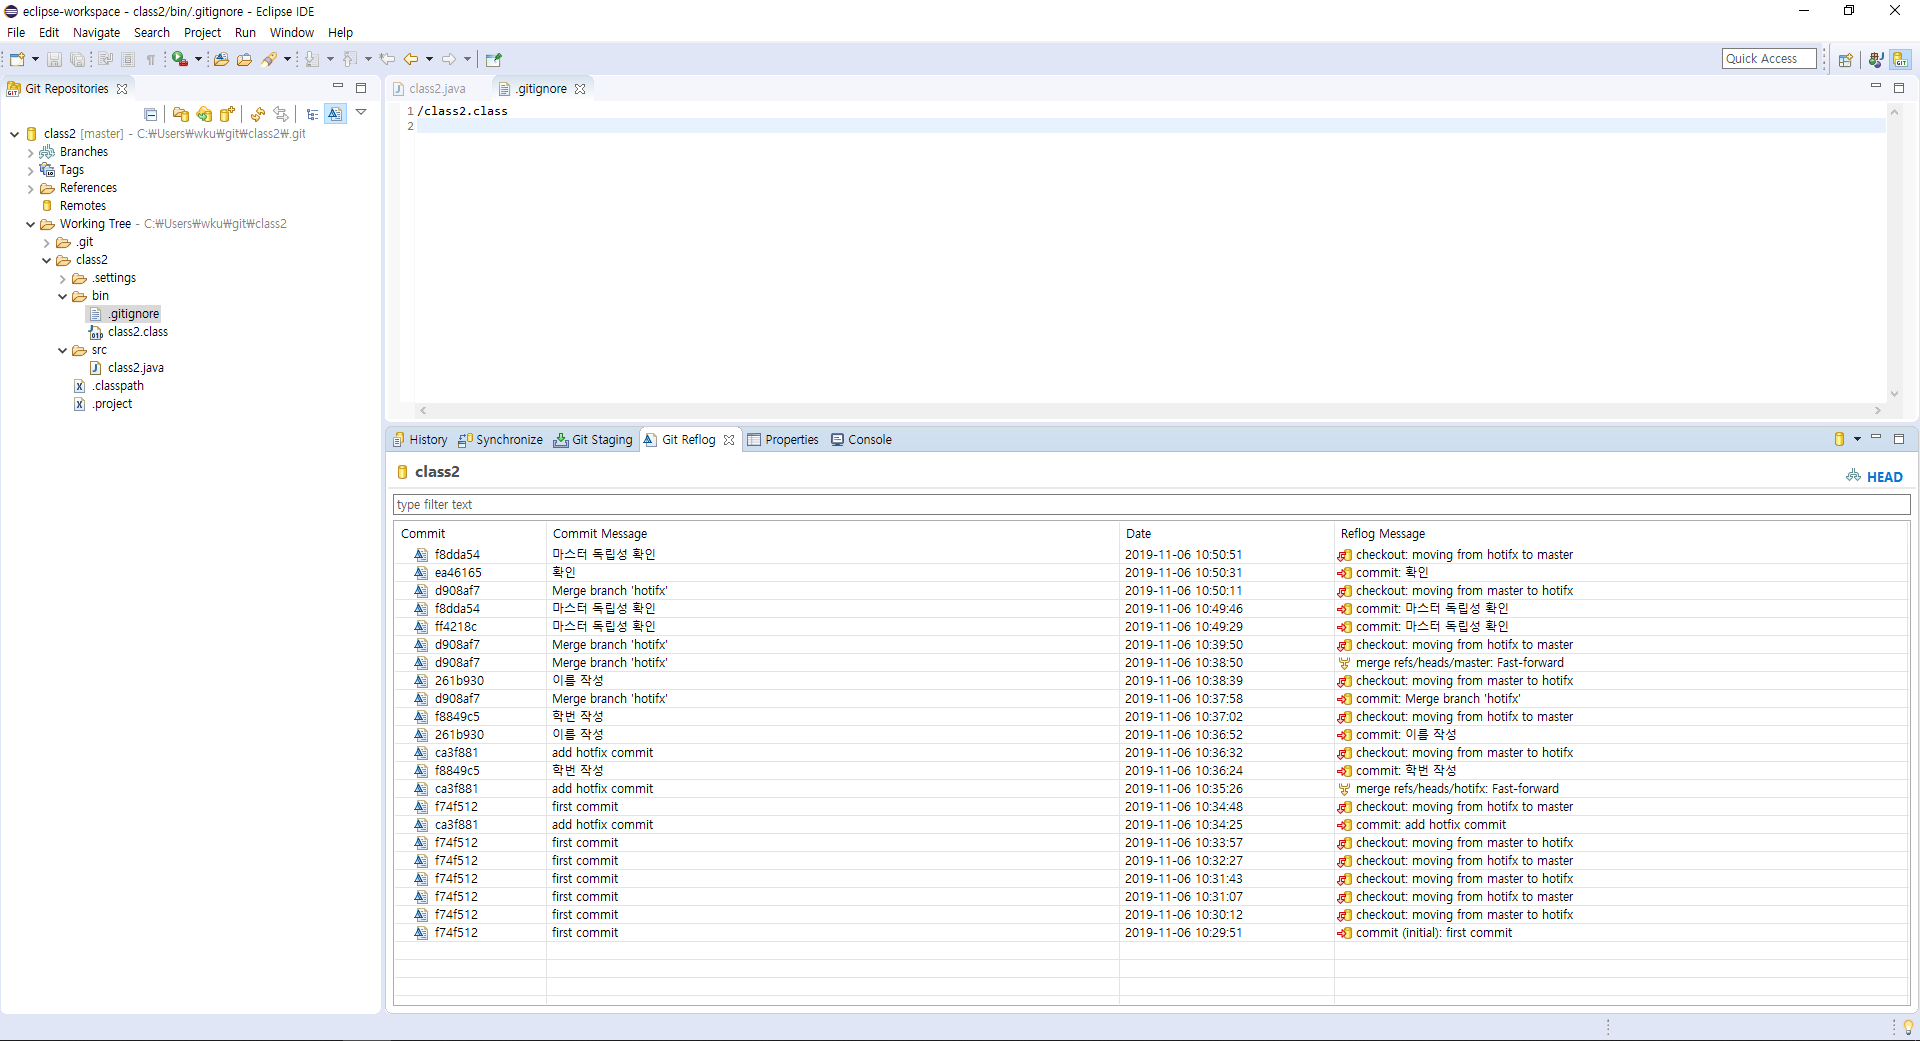 eclipse-workspace - class2/bin/.gitignore - Eclipse IDE
File Edit Navigate Search Project Run Window Help
Quick Access
Git Repositories
class2 [master] - C:₩Users₩wku₩git₩class2₩.git
Branches
Tags
References
Remotes
Working Tree - C:₩Users₩wku₩git₩class2
.git
class2
.settings
bin
.gitignore
class2.class
src
class2.java
.classpath
.project
class2.java .gitignore
1 /class2.class
2
History Synchronize Git Staging Git Reflog Properties Console
class2
HEAD
type filter text
Commit Commit Message Date Reflog Message
f8dda54 마스터 독립성 확인 2019-11-06 10:50:51 checkout: moving from hotifx to master
ea46165 확인 2019-11-06 10:50:31 commit: 확인
d908af7 Merge branch 'hotifx' 2019-11-06 10:50:11 checkout: moving from master to hotifx
f8dda54 마스터 독립성 확인 2019-11-06 10:49:46 commit: 마스터 독립성 확인
ff4218c 마스터 독립성 확인 2019-11-06 10:49:29 commit: 마스터 독립성 확인
d908af7 Merge branch 'hotifx' 2019-11-06 10:39:50 checkout: moving from hotifx to master
d908af7 Merge branch 'hotifx' 2019-11-06 10:38:50 merge refs/heads/master: Fast-forward
261b930 이름 작성 2019-11-06 10:38:39 checkout: moving from master to hotifx
d908af7 Merge branch 'hotifx' 2019-11-06 10:37:58 commit: Merge branch 'hotifx'
f8849c5 학번 작성 2019-11-06 10:37:02 checkout: moving from hotifx to master
261b930 이름 작성 2019-11-06 10:36:52 commit: 이름 작성
ca3f881 add hotfix commit 2019-11-06 10:36:32 checkout: moving from master to hotifx
f8849c5 학번 작성 2019-11-06 10:36:24 commit: 학번 작성
ca3f881 add hotfix commit 2019-11-06 10:35:26 merge refs/heads/hotifx: Fast-forward
f74f512 first commit 2019-11-06 10:34:48 checkout: moving from hotifx to master
ca3f881 add hotfix commit 2019-11-06 10:34:25 commit: add hotfix commit
f74f512 first commit 2019-11-06 10:33:57 checkout: moving from master to hotifx
f74f512 first commit 2019-11-06 10:32:27 checkout: moving from hotifx to master
f74f512 first commit 2019-11-06 10:31:43 checkout: moving from master to hotifx
f74f512 first commit 2019-11-06 10:31:07 checkout: moving from hotifx to master
f74f512 first commit 2019-11-06 10:30:12 checkout: moving from master to hotifx
f74f512 first commit 2019-11-06 10:29:51 commit (initial): first commit